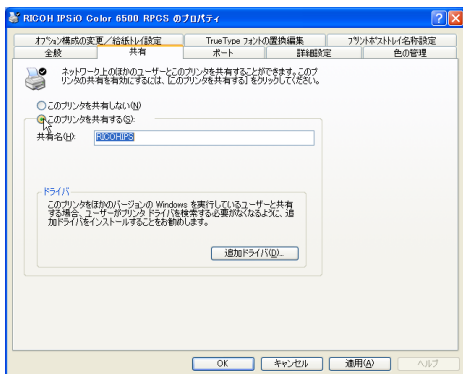 RICOH IPSiO Color 6500 RPCS のプロパティ
オプション構成の変更/給紙トレイ設定 TrueType フォントの置換編集 プリントポストトレイ名称設定
全般 共有 ポート 詳細設定 色の管理
ネットワーク上のほかのユーザーとこのプリンタを共有することができます。このプ
リンタの共有を有効にするには、[このプリンタを共有する] をクリックしてください。
このプリンタを共有しない(N)
このプリンタを共有する(S):
共有名(H): RICOHIPS
ドライバ
このプリンタをほかのバージョンの Windows を実行しているユーザーと共有
する場合、ユーザーがプリンタ ドライバを検索する必要がなくなるように、追
加ドライバをインストールすることをお勧めします。
追加ドライバ(D)...
OK キャンセル 適用(A) ヘルプ